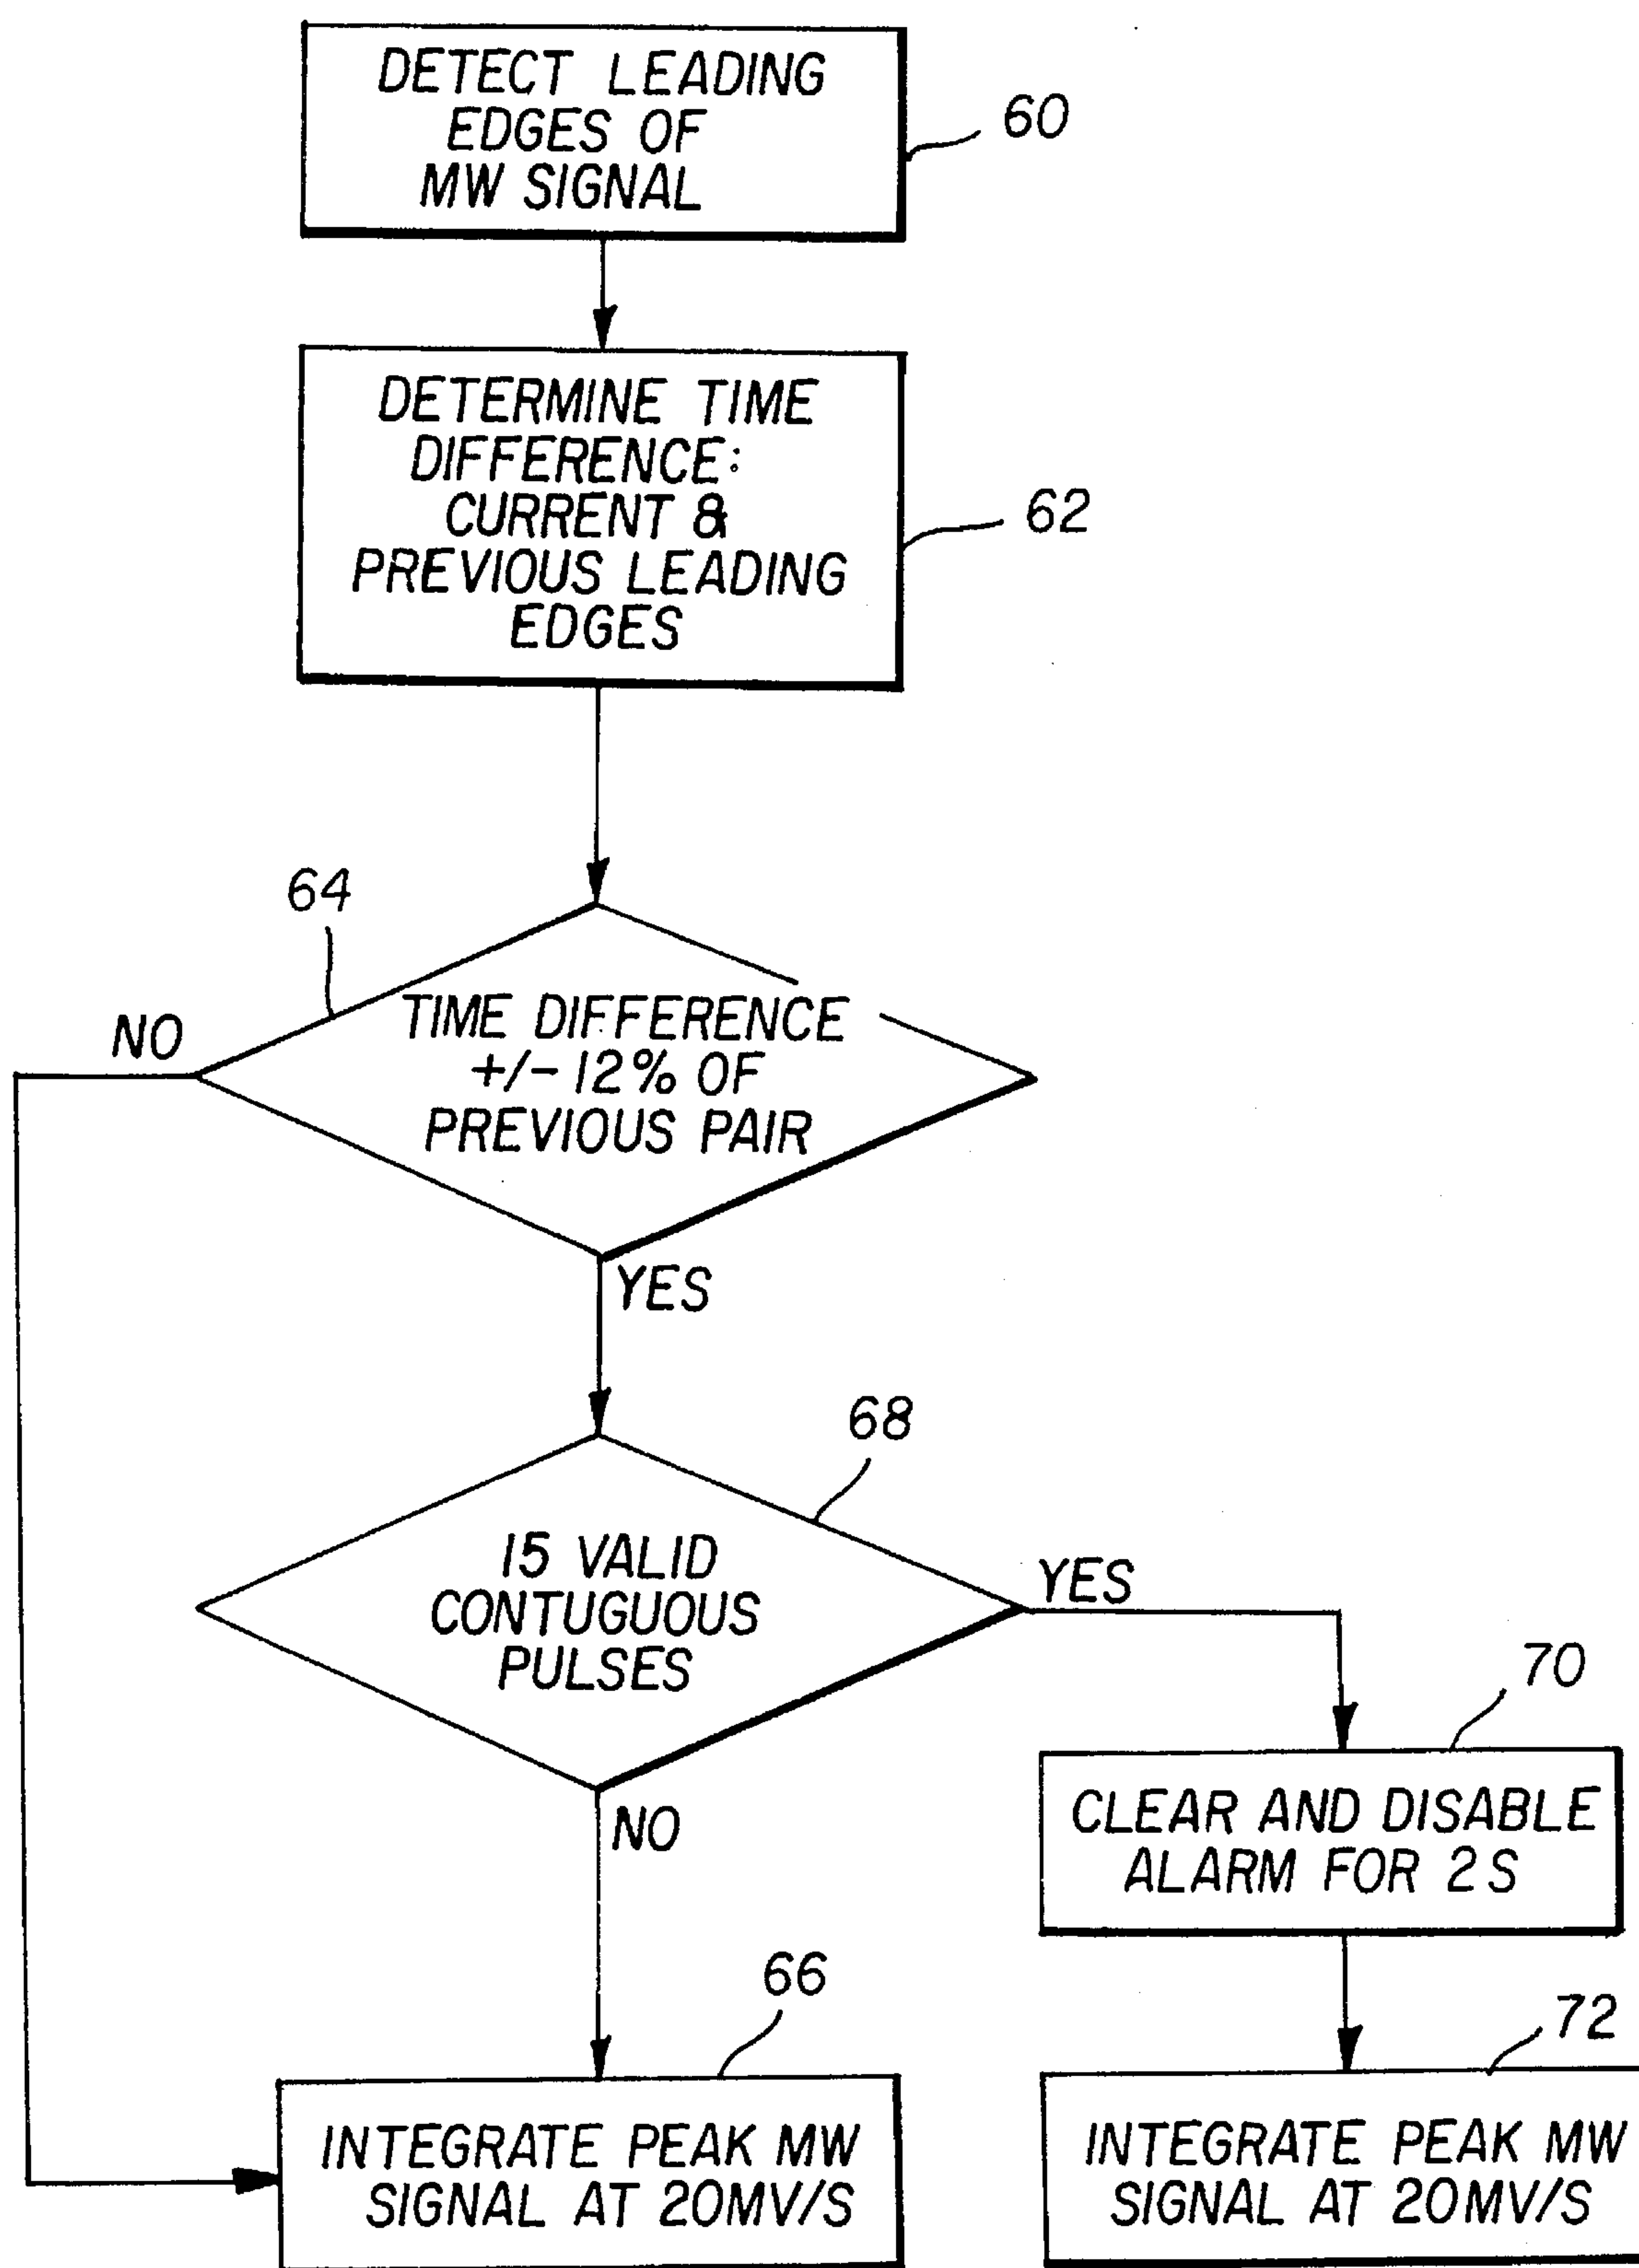 DETECT LEADING
EDGES OF
MW SIGNAL
60
DETERMINE TIME
DIFFERENCE:
CURRENT &
PREVIOUS LEADING
EDGES
62
64
NO
TIME DIFFERENCE
+/-12% OF
PREVIOUS PAIR
YES
68
15 VALID
CONTUGUOUS
PULSES
YES
70
NO
CLEAR AND DISABLE
ALARM FOR 2S
66
72
INTEGRATE PEAK MW
SIGNAL AT 20MV/S
INTEGRATE PEAK MW
SIGNAL AT 20MV/S